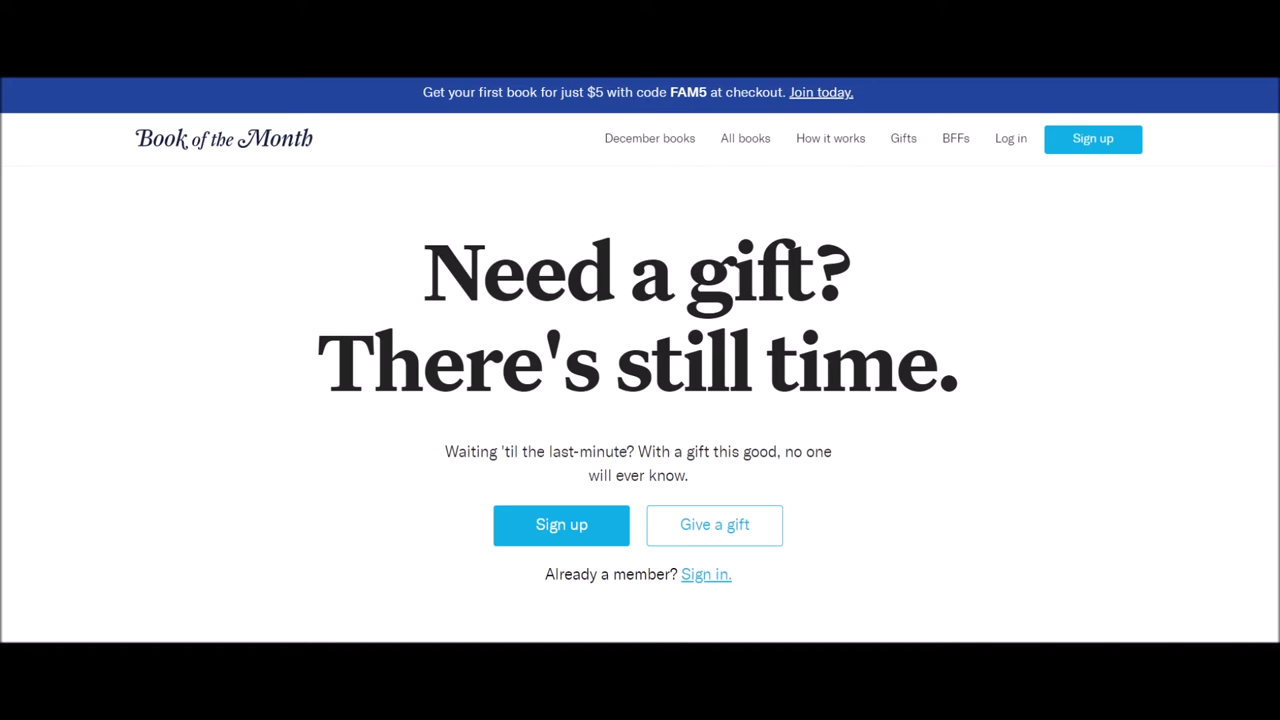 Get your first book for just $5 with code FAM5 at checkout. Join today.
Book of the Month
December books All books How it works Gifts BFFs Log in Sign up
Need a gift?
There's still time.
Waiting 'til the last-minute? With a gift this good, no one
will ever know.
Sign up Give a gift
Already a member? Sign in.